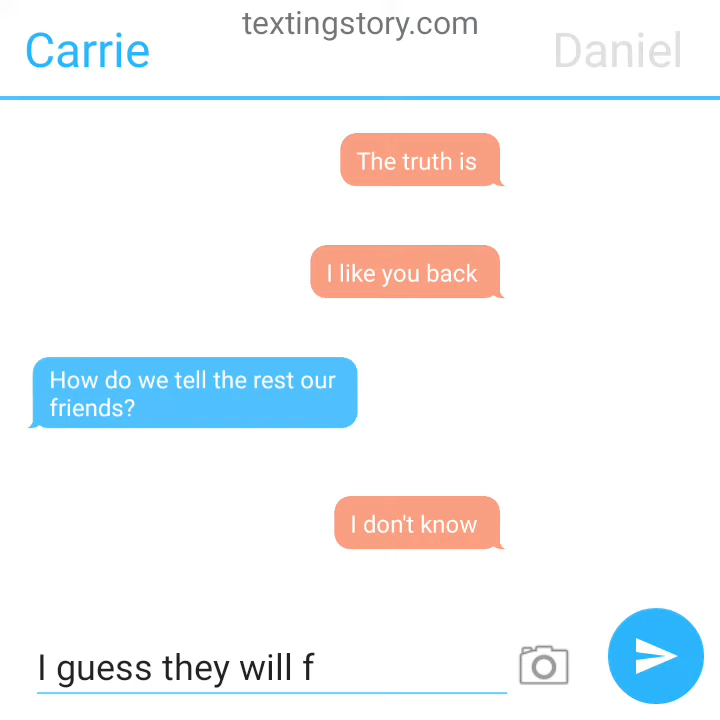 textingstory.com
Carrie
Daniel
The truth is
I like you back
How do we tell the rest our
friends?
I don't know
I guess they will f